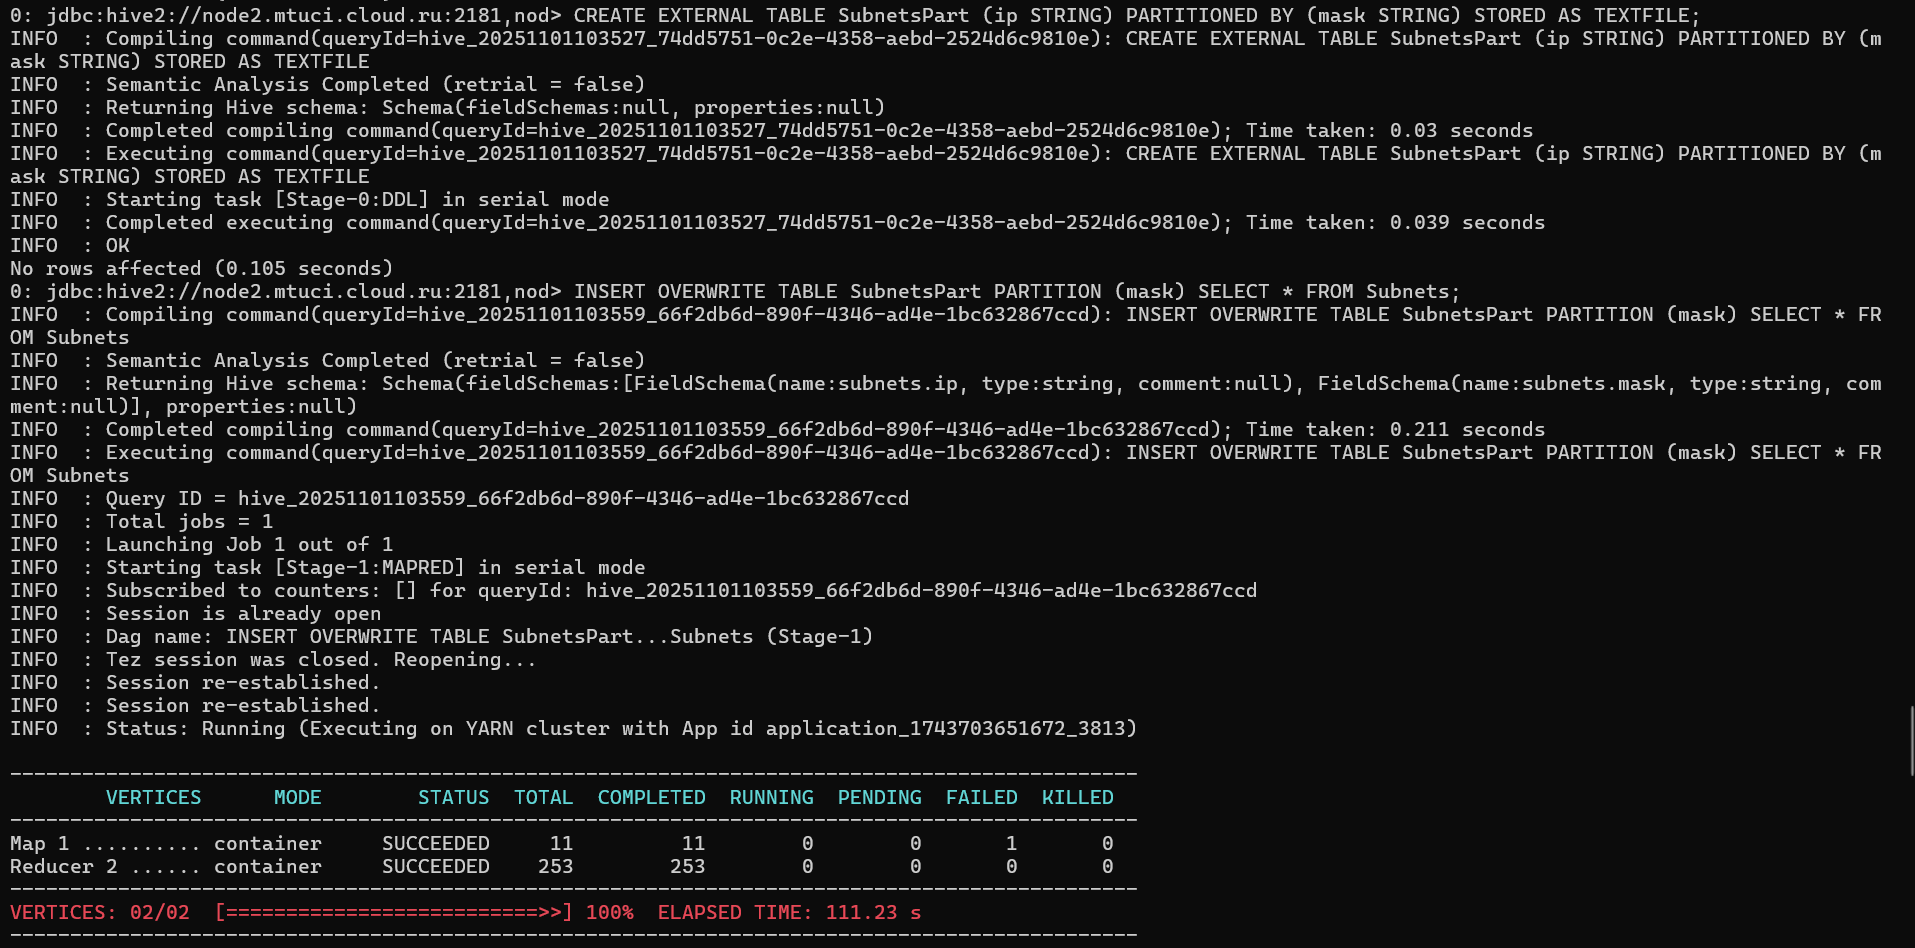 0: jdbc:hive2://node2.mtuci.cloud.ru:2181,nod> CREATE EXTERNAL TABLE SubnetsPart (ip STRING) PARTITIONED BY (mask STRING) STORED AS TEXTFILE;
INFO  : Compiling command(queryId=hive_20251101103527_74dd5751-0c2e-4358-aebd-2524d6c9810e): CREATE EXTERNAL TABLE SubnetsPart (ip STRING) PARTITIONED BY (m
ask STRING) STORED AS TEXTFILE
INFO  : Semantic Analysis Completed (retrial = false)
INFO  : Returning Hive schema: Schema(fieldSchemas:null, properties:null)
INFO  : Completed compiling command(queryId=hive_20251101103527_74dd5751-0c2e-4358-aebd-2524d6c9810e); Time taken: 0.03 seconds
INFO  : Executing command(queryId=hive_20251101103527_74dd5751-0c2e-4358-aebd-2524d6c9810e): CREATE EXTERNAL TABLE SubnetsPart (ip STRING) PARTITIONED BY (m
ask STRING) STORED AS TEXTFILE
INFO  : Starting task [Stage-0:DDL] in serial mode
INFO  : Completed executing command(queryId=hive_20251101103527_74dd5751-0c2e-4358-aebd-2524d6c9810e); Time taken: 0.039 seconds
INFO  : OK
No rows affected (0.105 seconds)
0: jdbc:hive2://node2.mtuci.cloud.ru:2181,nod> INSERT OVERWRITE TABLE SubnetsPart PARTITION (mask) SELECT * FROM Subnets;
INFO  : Compiling command(queryId=hive_20251101103559_66f2db6d-890f-4346-ad4e-1bc632867ccd): INSERT OVERWRITE TABLE SubnetsPart PARTITION (mask) SELECT * FR
OM Subnets
INFO  : Semantic Analysis Completed (retrial = false)
INFO  : Returning Hive schema: Schema(fieldSchemas:[FieldSchema(name:subnets.ip, type:string, comment:null), FieldSchema(name:subnets.mask, type:string, com
ment:null)], properties:null)
INFO  : Completed compiling command(queryId=hive_20251101103559_66f2db6d-890f-4346-ad4e-1bc632867ccd); Time taken: 0.211 seconds
INFO  : Executing command(queryId=hive_20251101103559_66f2db6d-890f-4346-ad4e-1bc632867ccd): INSERT OVERWRITE TABLE SubnetsPart PARTITION (mask) SELECT * FR
OM Subnets
INFO  : Query ID = hive_20251101103559_66f2db6d-890f-4346-ad4e-1bc632867ccd
INFO  : Total jobs = 1
INFO  : Launching Job 1 out of 1
INFO  : Starting task [Stage-1:MAPRED] in serial mode
INFO  : Subscribed to counters: [] for queryId: hive_20251101103559_66f2db6d-890f-4346-ad4e-1bc632867ccd
INFO  : Session is already open
INFO  : Dag name: INSERT OVERWRITE TABLE SubnetsPart...Subnets (Stage-1)
INFO  : Tez session was closed. Reopening...
INFO  : Session re-established.
INFO  : Session re-established.
INFO  : Status: Running (Executing on YARN cluster with App id application_1743703651672_3813)
----------------------------------------------------------------------------------------------
        VERTICES      MODE        STATUS  TOTAL  COMPLETED  RUNNING  PENDING  FAILED  KILLED
----------------------------------------------------------------------------------------------
Map 1 .......... container     SUCCEEDED     11         11        0        0       1       0
Reducer 2 ...... container     SUCCEEDED    253        253        0        0       0       0
----------------------------------------------------------------------------------------------
VERTICES: 02/02  [==========================>>] 100%  ELAPSED TIME: 111.23 s
----------------------------------------------------------------------------------------------